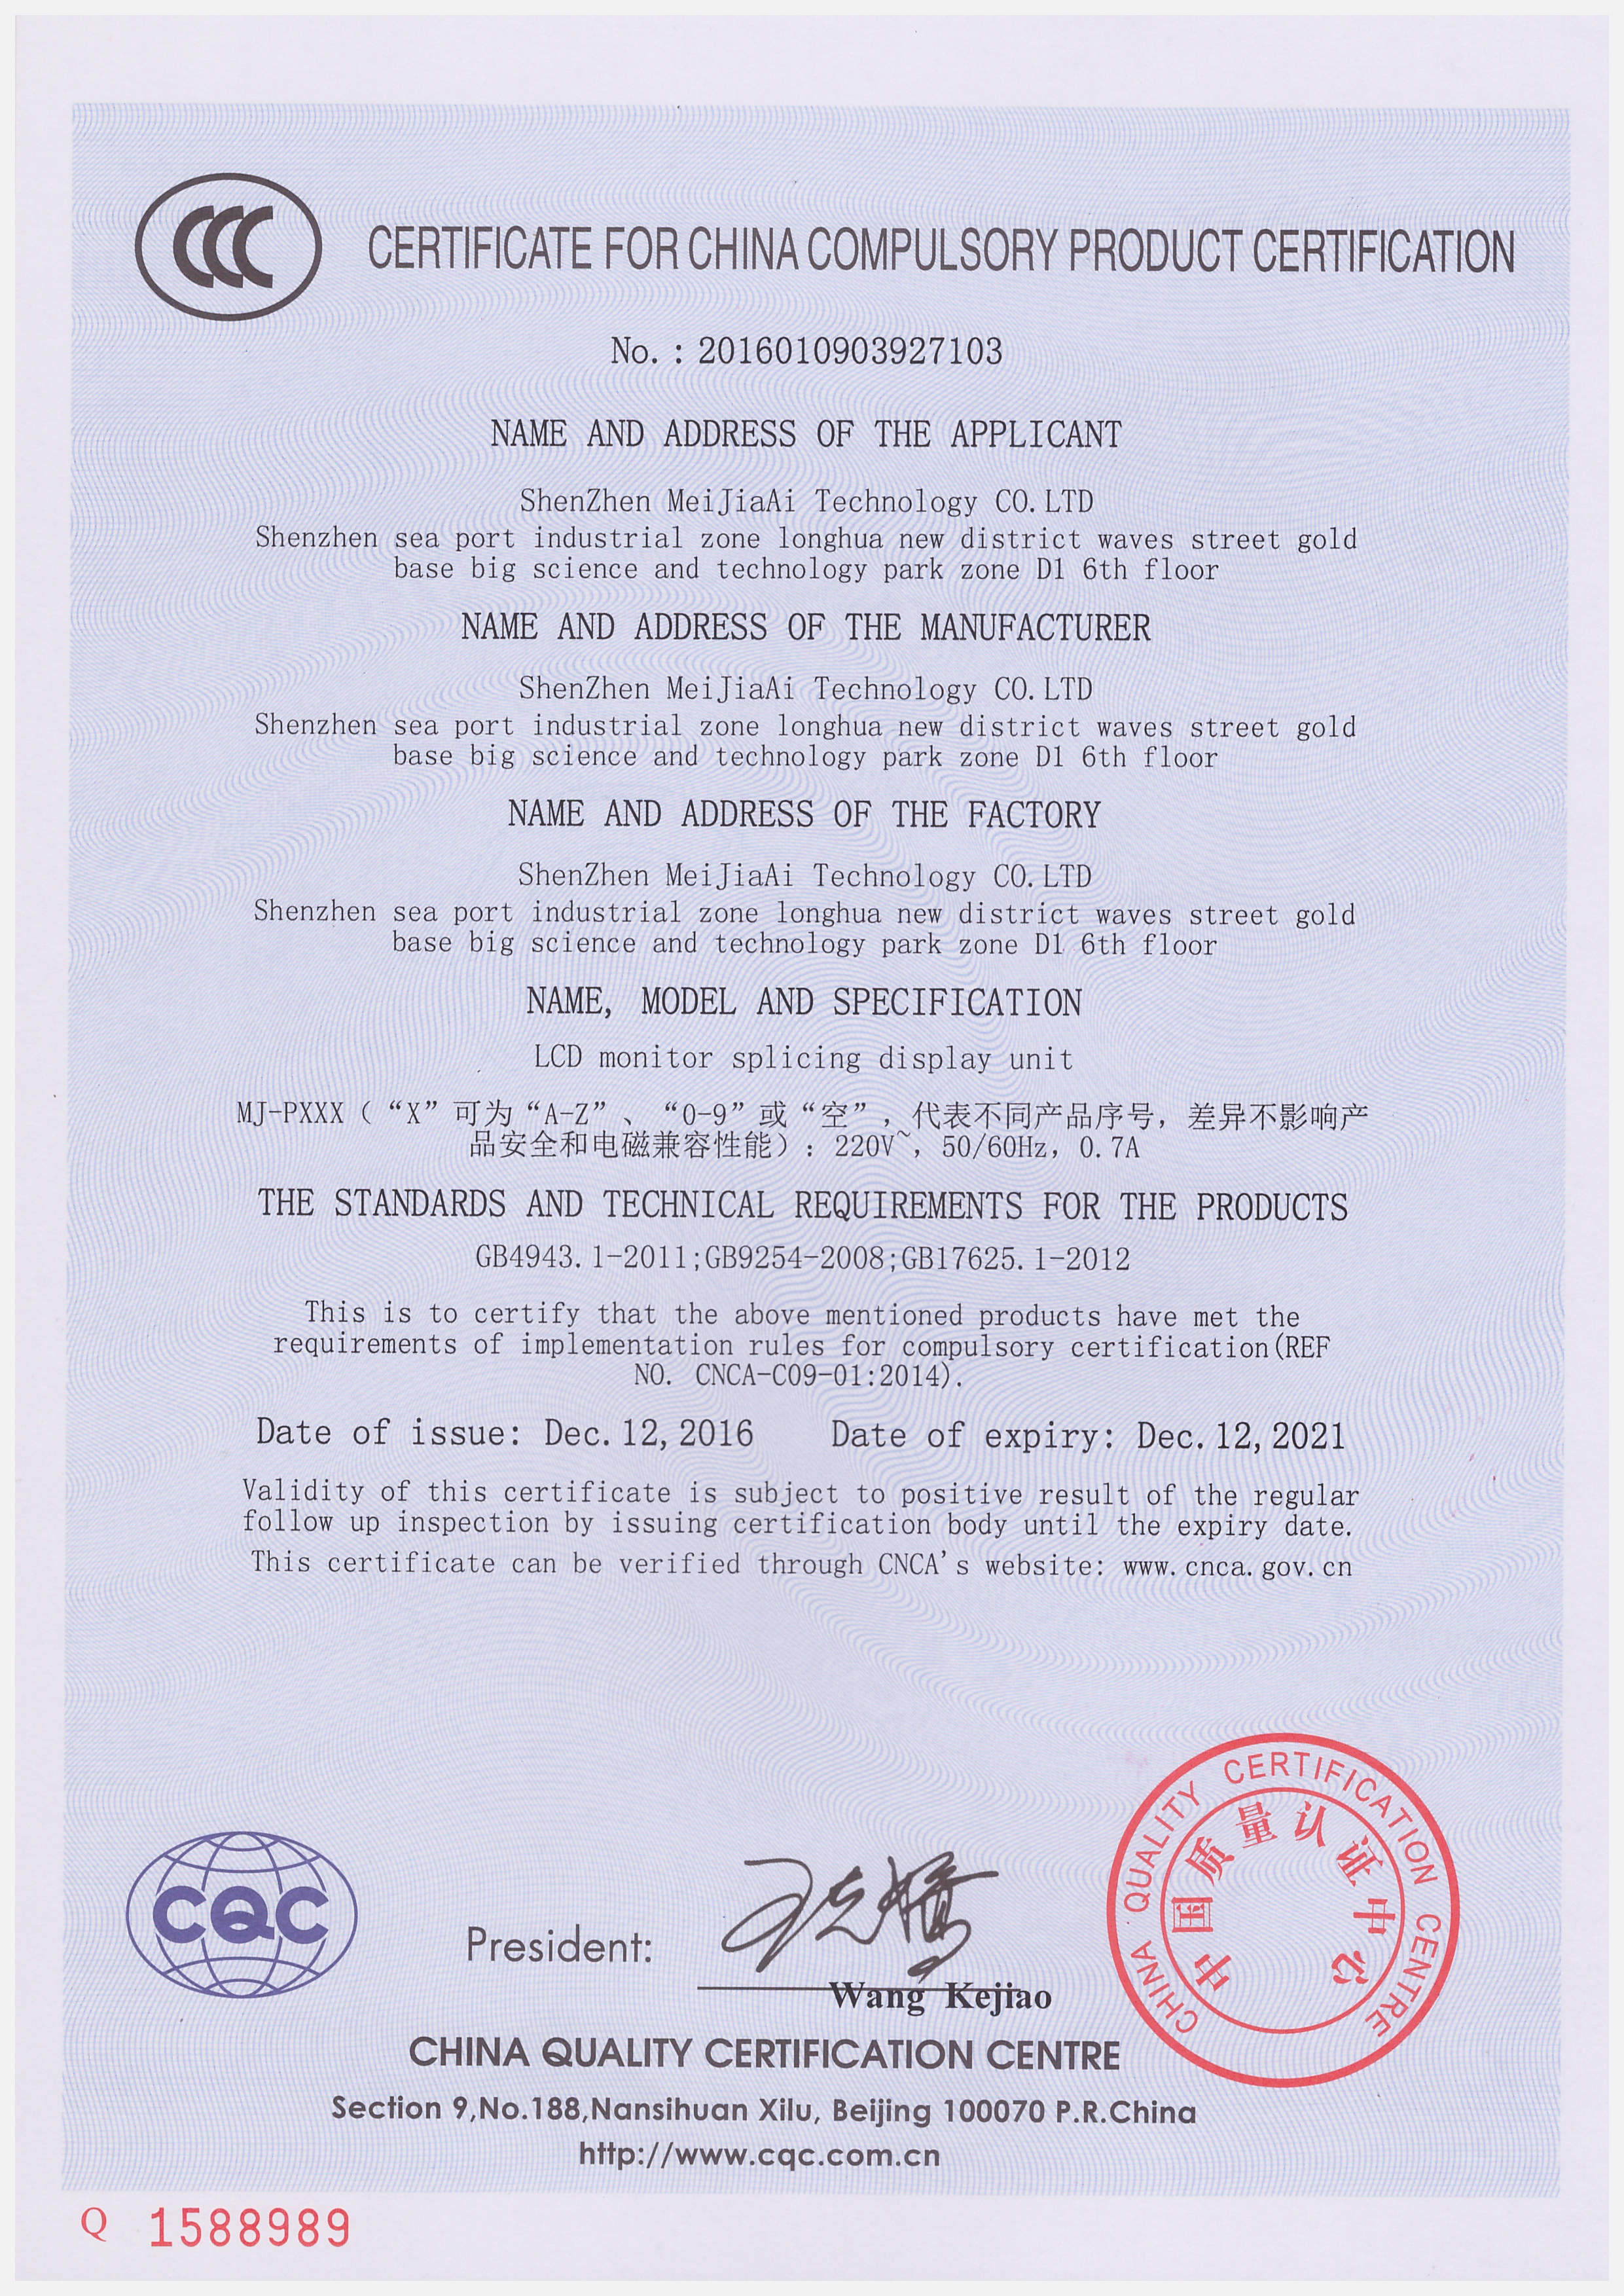 CCC
CERTIFICATE FOR CHINA COMPULSORY PRODUCT CERTIFICATION
No. : 2016010903927103
NAME AND ADDRESS OF THE APPLICANT
ShenZhen MeiJiaAi Technology CO.LTD
Shenzhen sea port industrial zone longhua new district waves street gold
base big science and technology park zone D1 6th floor
NAME AND ADDRESS OF THE MANUFACTURER
ShenZhen MeiJiaAi Technology CO.LTD
Shenzhen sea port industrial zone longhua new district waves street gold
base big science and technology park zone D1 6th floor
NAME AND ADDRESS OF THE FACTORY
ShenZhen MeiJiaAi Technology CO.LTD
Shenzhen sea port industrial zone longhua new district waves street gold
base big science and technology park zone D1 6th floor
NAME, MODEL AND SPECIFICATION
LCD monitor splicing display unit
MJ-PXXX（“X”可为“A-Z”、“0-9”或“空”，代表不同产品序号，差异不影响产
品安全和电磁兼容性能）: 220V~, 50/60Hz, 0.7A
THE STANDARDS AND TECHNICAL REQUIREMENTS FOR THE PRODUCTS
GB4943.1-2011;GB9254-2008;GB17625.1-2012
This is to certify that the above mentioned products have met the
requirements of implementation rules for compulsory certification(REF
NO. CNCA-C09-01:2014).
Date of issue: Dec.12,2016 Date of expiry: Dec.12,2021
Validity of this certificate is subject to positive result of the regular
follow up inspection by issuing certification body until the expiry date.
This certificate can be verified through CNCA's website: www.cnca.gov.cn
CHINA QUALITY CERTIFICATION CENTRE
中国质量认证中心
CQC
President:
Wang Kejiao
CHINA QUALITY CERTIFICATION CENTRE
Section 9,No.188,Nansihuan Xilu, Beijing 100070 P.R.China
http://www.cqc.com.cn
Q 1588989